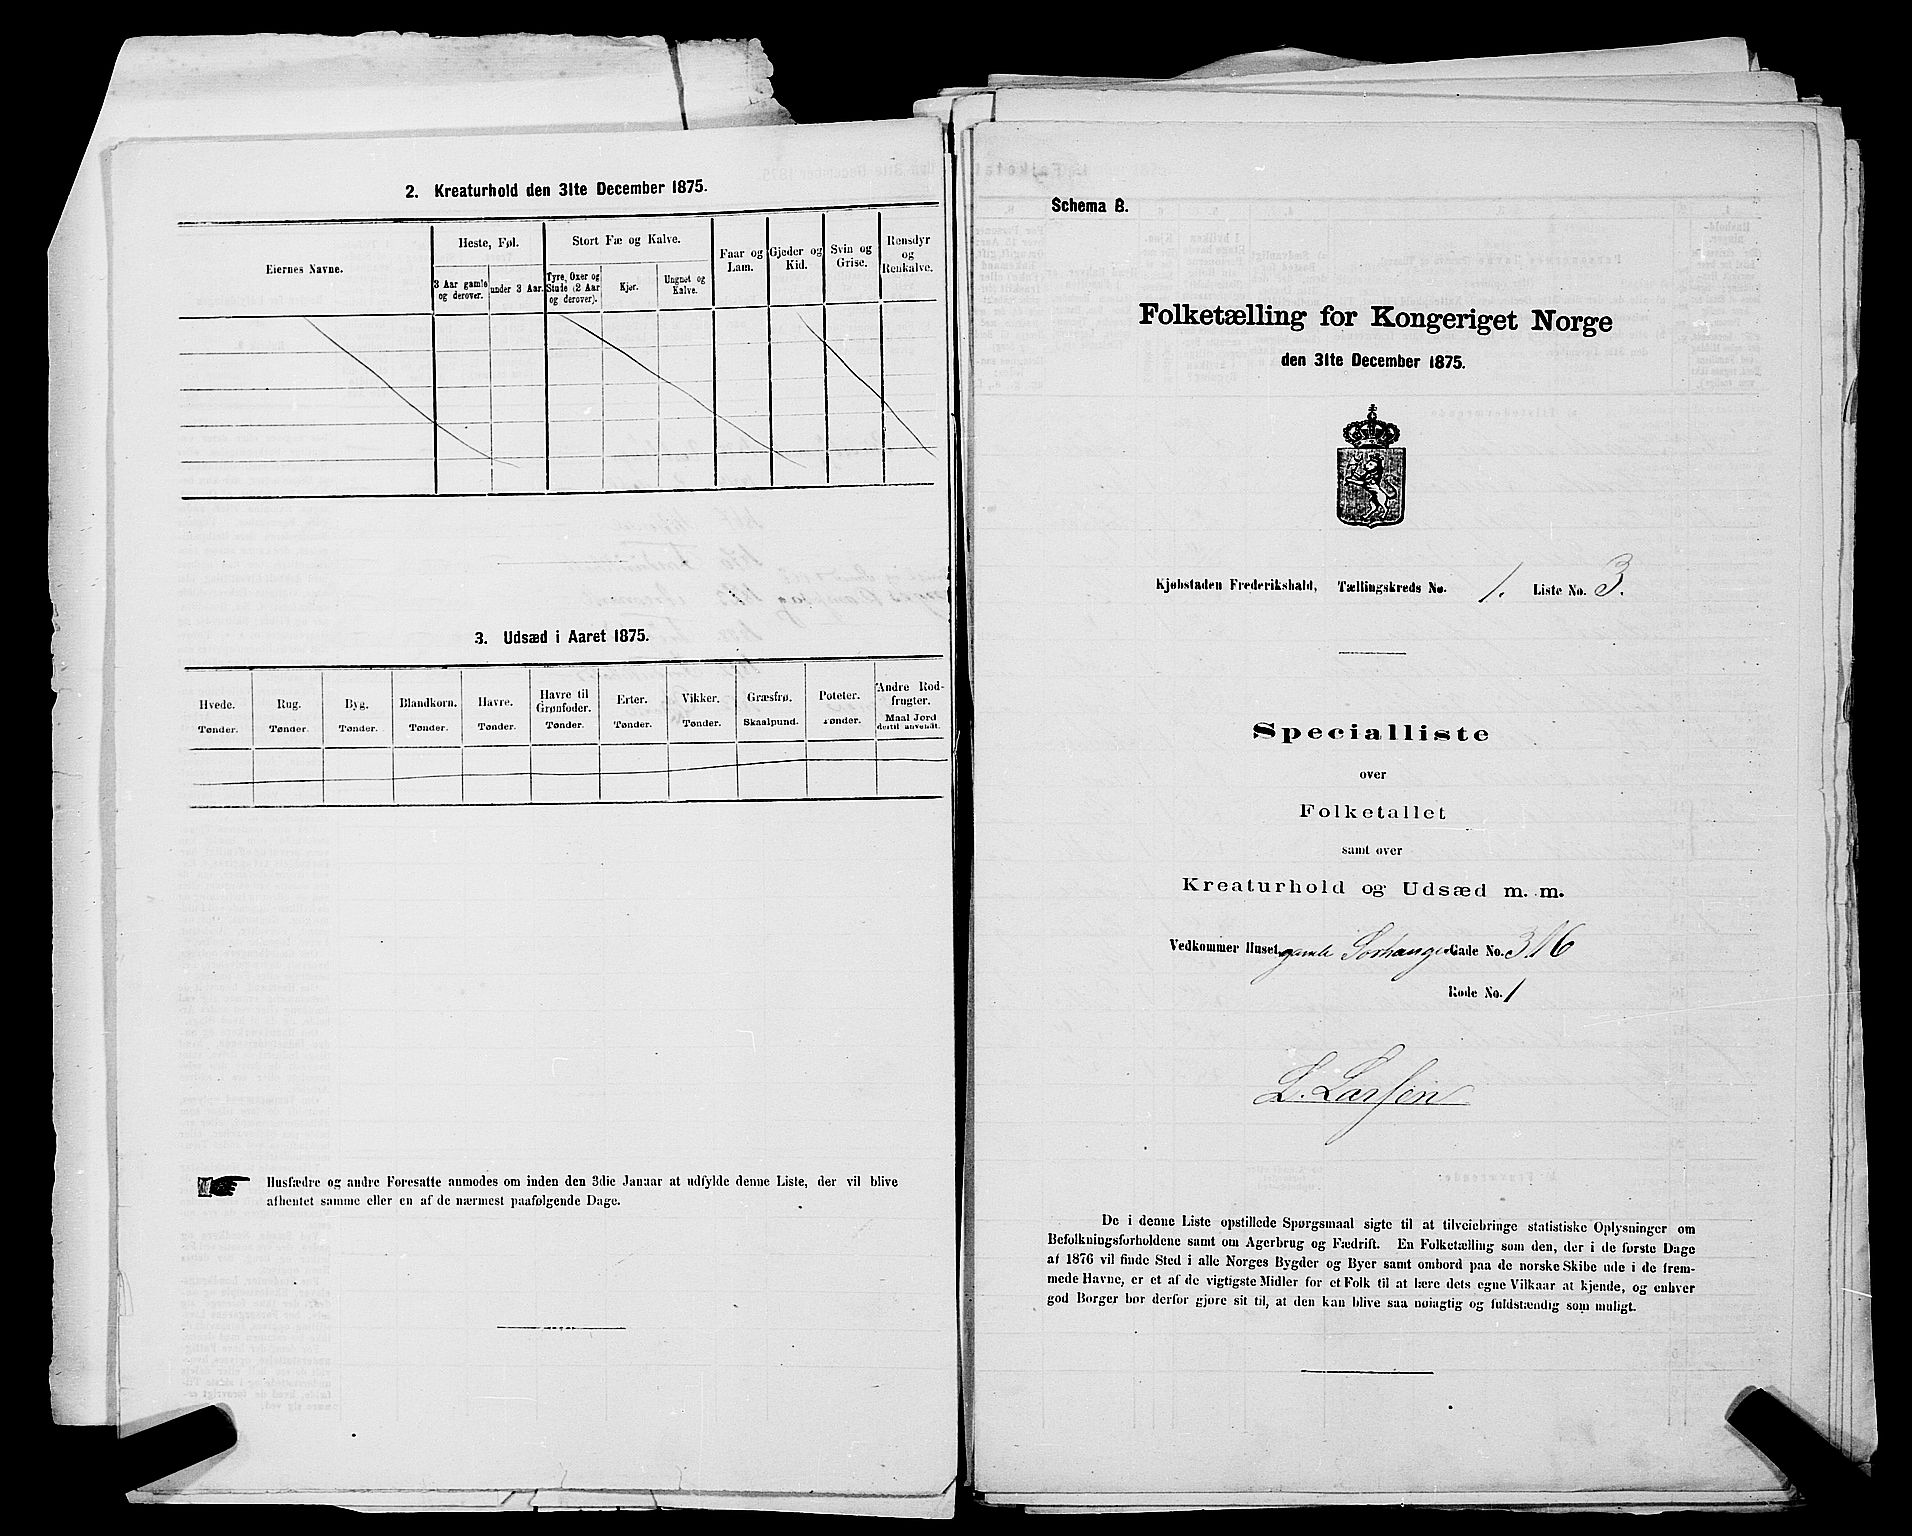 2. Kreaturhold den 31te December 1875.
Eiernes Navne.
Heste, Føl.
3 Aar gamle og derover.
under 3 Aar.
Stort Fæ og Kalve.
Tyre, Oxer og Stude (2 Aar og derover).
Kjør.
Ungnøt og Kalve.
Faar og Lam.
Gjeder og Kid.
Svin og Grise.
Rensdyr og Renkalve.
3. Udsæd i Aaret 1875.
Hvede. Tønder.
Rug. Tønder.
Byg. Tønder.
Blandkorn. Tønder.
Havre. Tønder.
Havre til Grønfoder. Tønder.
Erter. Tønder.
Vikker. Tønder.
Græsfrø. Skaalpund.
Poteter. Tønder.
Andre Rodfrugter. Maal Jord dertil anvendt.
Husfædre og andre Foresatte anmodes om inden den 3die Januar at udfylde denne Liste, der vil blive
afhentet samme eller en af de nærmest paafølgende Dage.
Schema B.
Folketælling for Kongeriget Norge
den 31te December 1875.
Kjøbstaden Frederikshald, Tællingskreds No. 1. Liste No. 3.
Specialliste
over
Folketallet
samt over
Kreaturhold og Udsæd m. m.
Vedkommer Huset gamle Gade No. 316
Rode No. 1
L. Larsen
De i denne Liste opstillede Spørgsmaal sigte til at tilveiebringe statistiske Oplysninger om
Befolkningsforholdene samt om Agerbrug og Fædrift. En Folketælling som den, der i de første Dage
af 1876 vil finde Sted i alle Norges Bygder og Byer samt ombord paa de norske Skibe ude i de frem-
mede Havne, er et af de vigtigste Midler for et Folk til at lære dets egne Vilkaar at kjende, og enhver
god Borger bør derfor gjøre sit til, at den kan blive saa nøiagtig og fuldstændig som muligt.